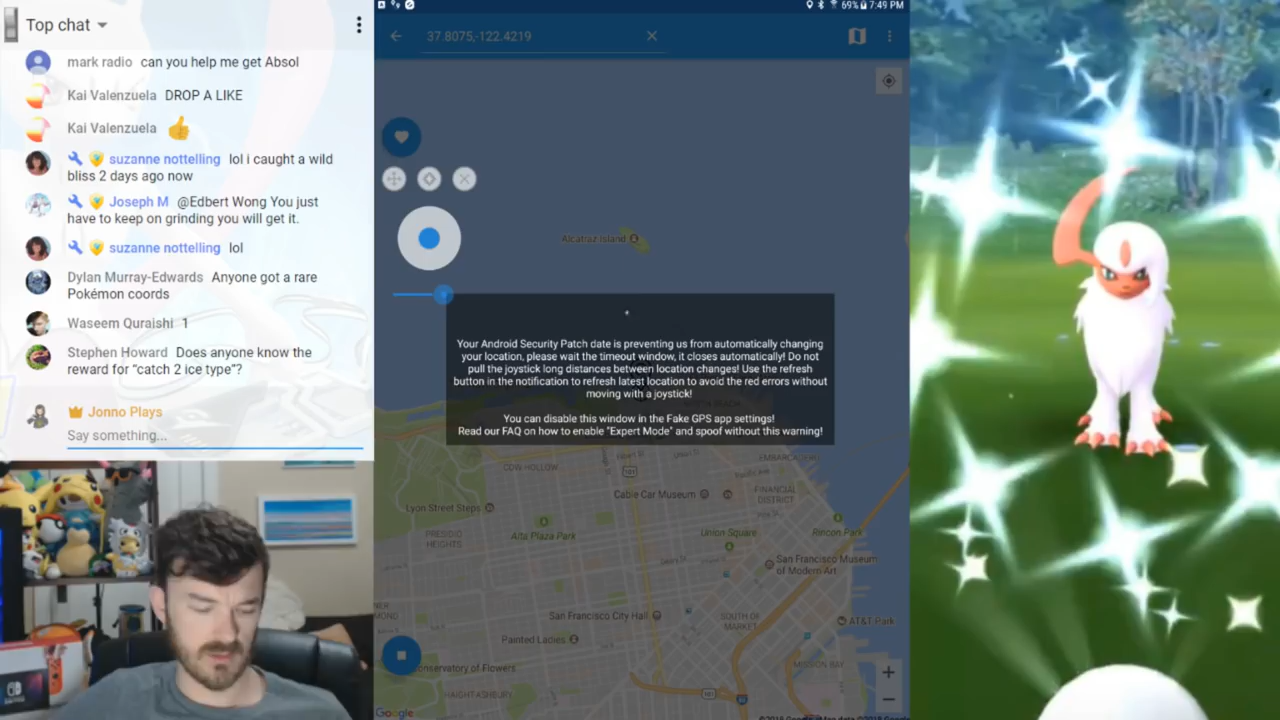 Top chat
mark radio can you help me get Absol
Kai Valenzuela DROP A LIKE
Kai Valenzuela 👍
suzanne nottelling lol i caught a wild
bliss 2 days ago now
Joseph M @Edbert Wong You just
have to keep on grinding you will get it.
suzanne nottelling lol
Dylan Murray-Edwards Anyone got a rare
Pokémon coords
Waseem Quraishi 1
Stephen Howard Does anyone know the
reward for "catch 2 ice type"?
Jonno Plays
Say something...
69% 7:49 PM
37.8075,-122.4219
Alcatraz Island
Your Android Security Patch date is preventing us from automatically changing
your location, please wait the timeout window, it closes automatically! Do not
pull the joystick long distances between location changes! Use the refresh
button in the notification to refresh latest location to avoid the red errors without
moving with a joystick!
You can disable this window in the Fake GPS app settings!
Read our FAQ on how to enable "Expert Mode" and spoof without this warning!
COW HOLLOW
101
EMBARCADERO
Cable Car Museum
FINANCIAL
DISTRICT
Lyon Street Steps
PRESIDIO
HEIGHTS
Alta Plaza Park
Union Square
Rincon Park
Geary St
San Francisco Museum
of Modern Art
San Francisco City Hall
SOUTH OF
MARKET
AT&T Park
Painted Ladies
Conservatory of Flowers
MISSION BAY
HAIGHT-ASHBURY
101
Google